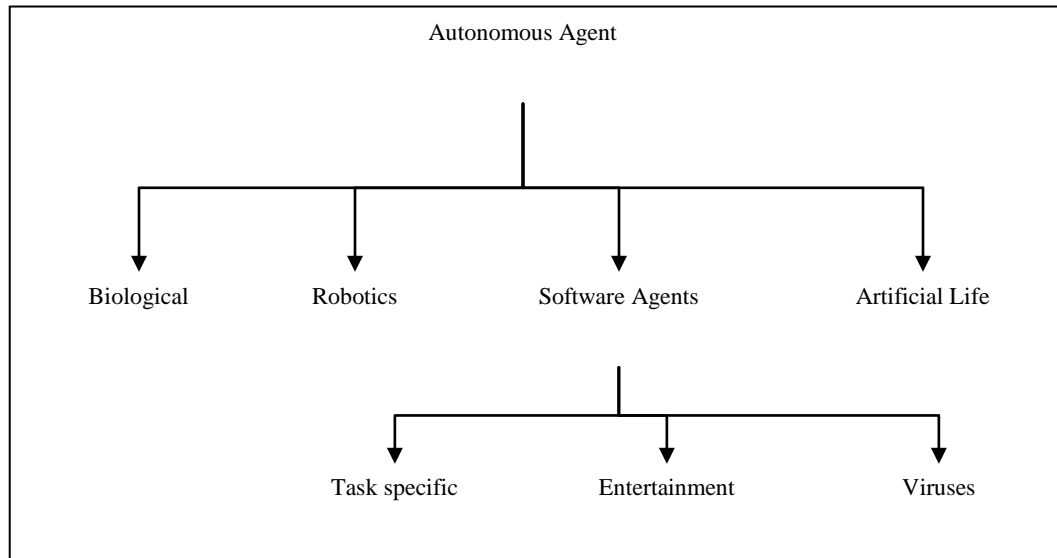 Autonomous Agent
Biological Robotics Software Agents Artificial Life
Task specific Entertainment Viruses